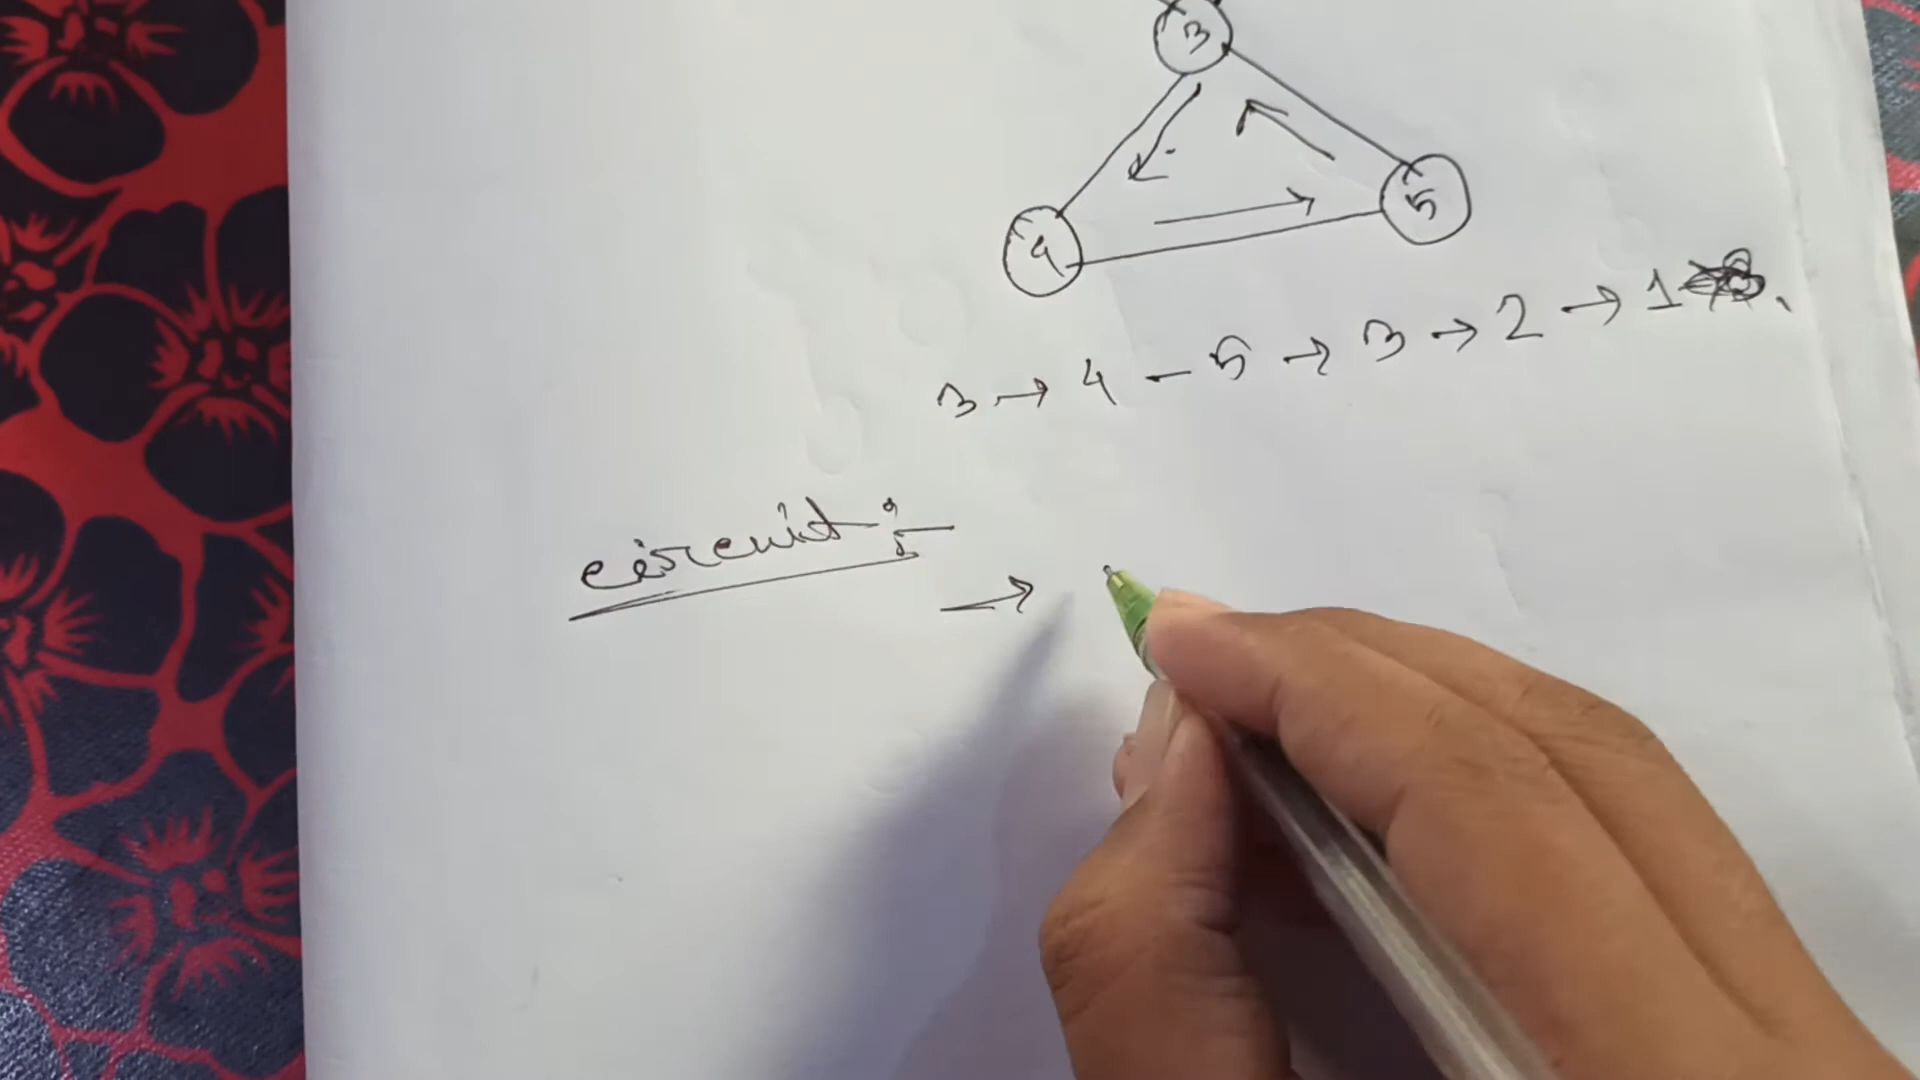 3
4
5
3 → 4 – 5 → 3 → 2 → 1
circuit :-
→